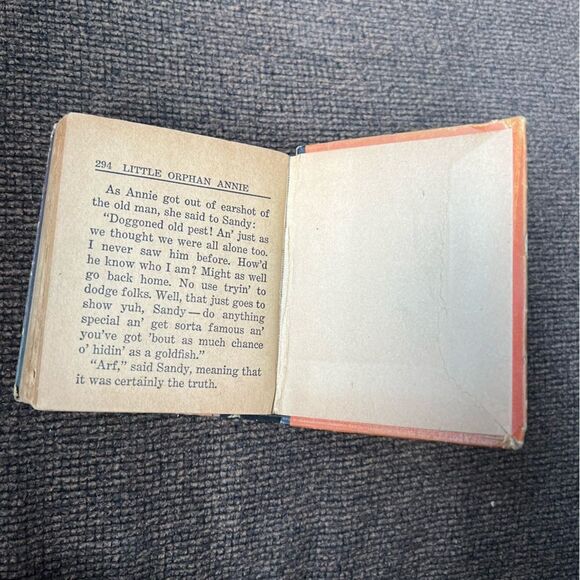 294 LITTLE ORPHAN ANNIE
As Annie got out of earshot of
the old man, she said to Sandy:
"Doggoned old pest! An' just as
we thought we were all alone too.
I never saw him before. How'd
he know who I am? Might as well
go back home. No use tryin' to
dodge folks. Well, that just goes to
show yuh, Sandy—do anything
special an' get sorta famous an'
you've got 'bout as much chance
o' hidin' as a goldfish."
"Arf," said Sandy, meaning that
it was certainly the truth.